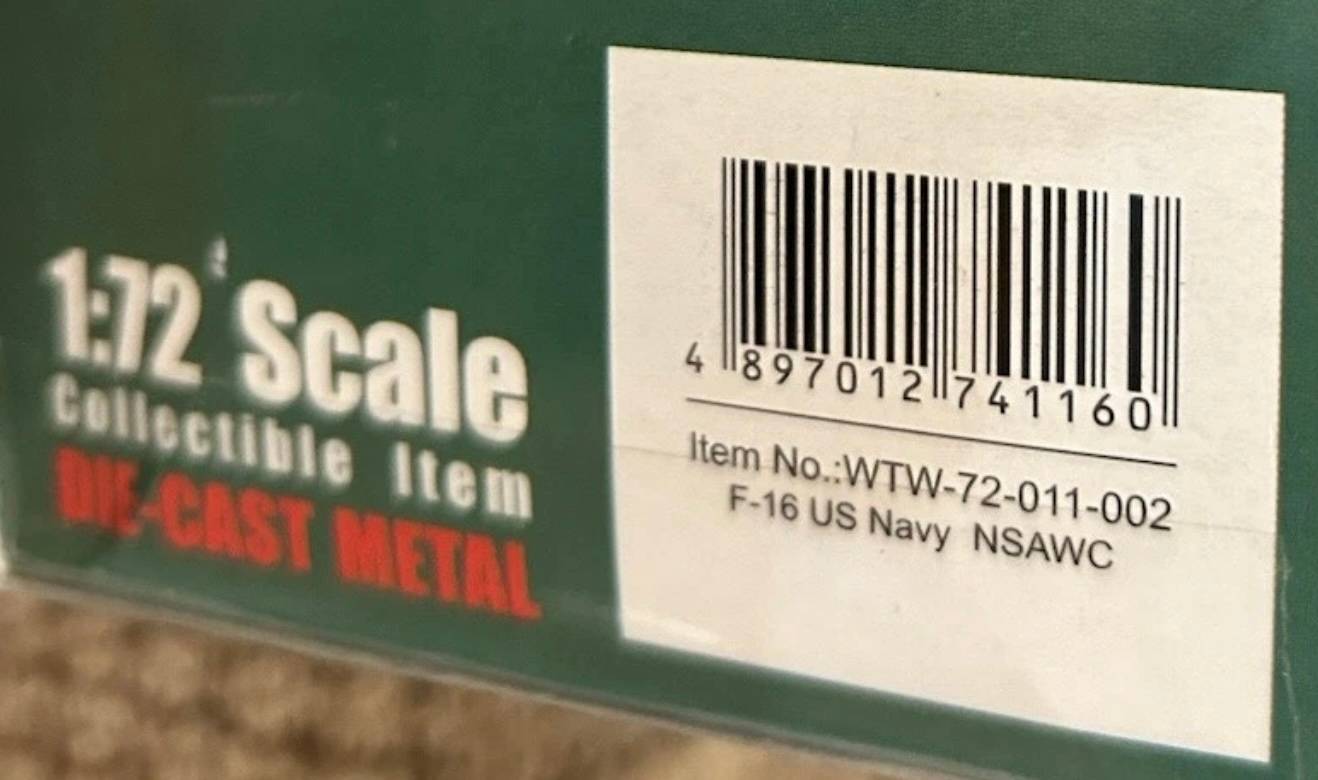 1:72 Scale
Collectible Item
DIE-CAST METAL
4 897012 741160
Item No.:WTW-72-011-002
F-16 US Navy NSAWC